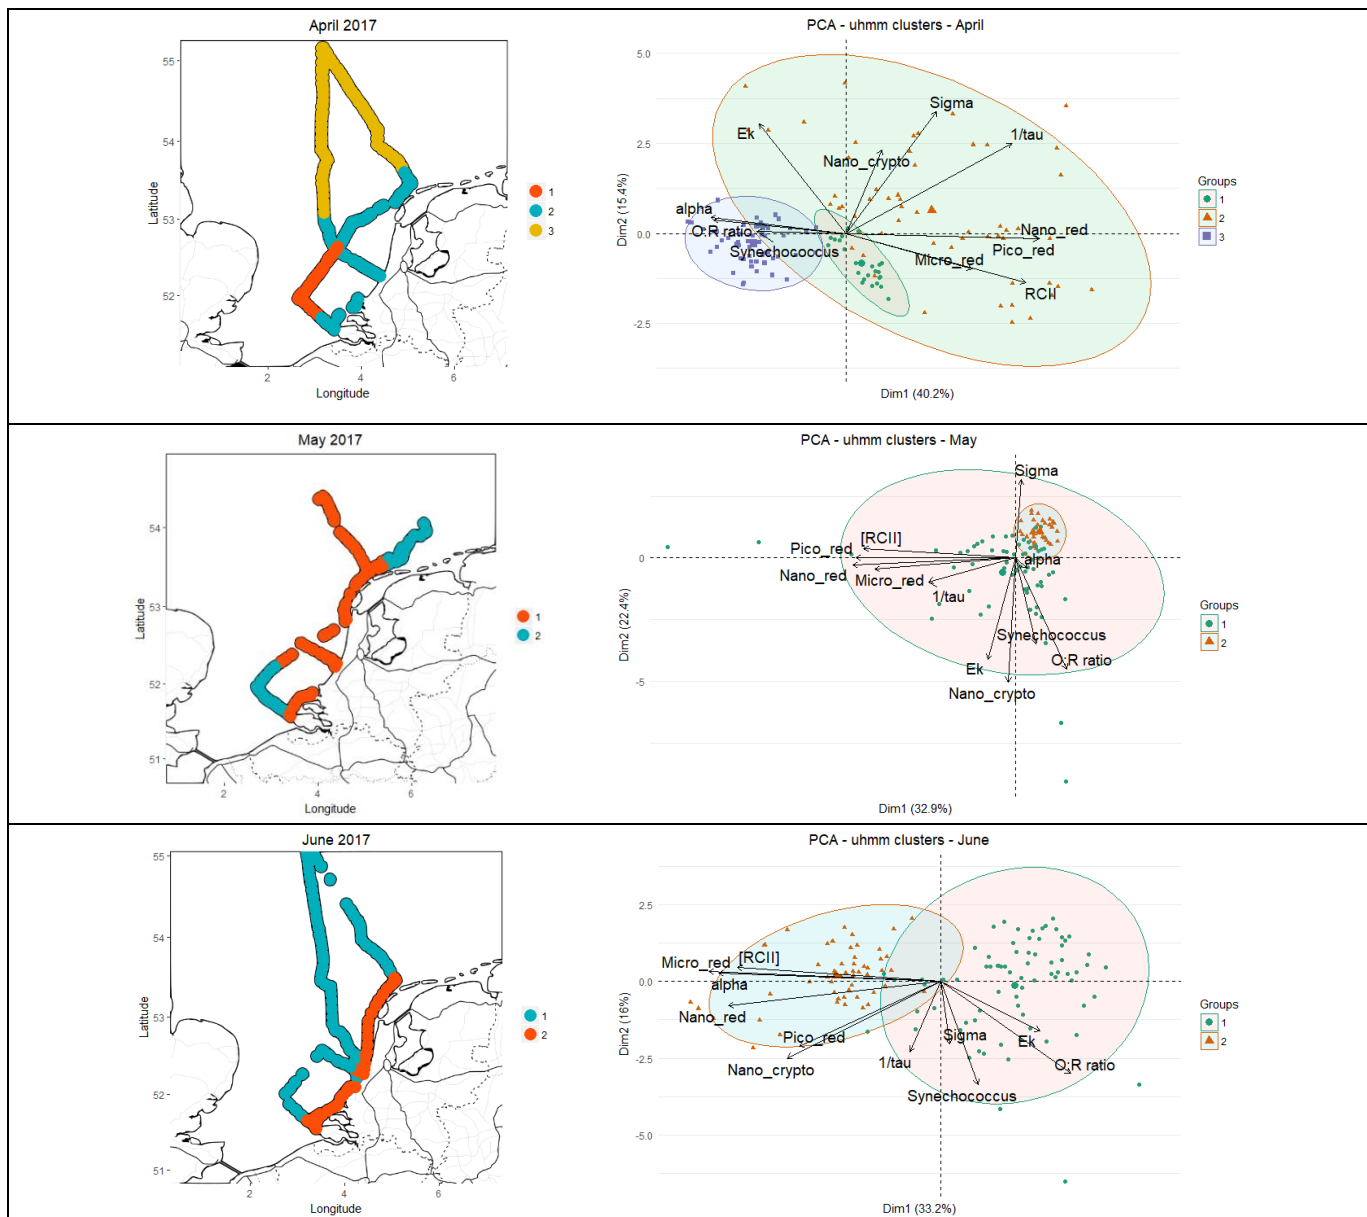 April 2017
PCA - uhmm clusters - April
55
54
53
52
Latitude
2
4
6
Longitude
1
2
3
5.0
2.5
0.0
-2.5
Dim2 (15.4%)
Sigma
Ek
1/tau
Nano_crypto
alpha
O:R ratio
Synechococcus
Nano_red
Pico_red
Micro_red
RCII
Dim1 (40.2%)
Groups
1
2
3
May 2017
PCA - uhmm clusters - May
54
53
52
51
Latitude
2
4
6
Longitude
1
2
0
-5
Dim2 (22.4%)
Sigma
[RCII]
Pico_red
Nano_red
Micro_red
alpha
1/tau
Synechococcus
Ek
O:R ratio
Nano_crypto
Dim1 (32.9%)
Groups
1
2
June 2017
PCA - uhmm clusters - June
55
54
53
52
51
Latitude
2
4
6
Longitude
1
2
2.5
0.0
-2.5
-5.0
Dim2 (16%)
Micro_red
[RCII]
alpha
Nano_red
Pico_red
Nano_crypto
1/tau
Sigma
Ek
O:R ratio
Synechococcus
Dim1 (33.2%)
Groups
1
2